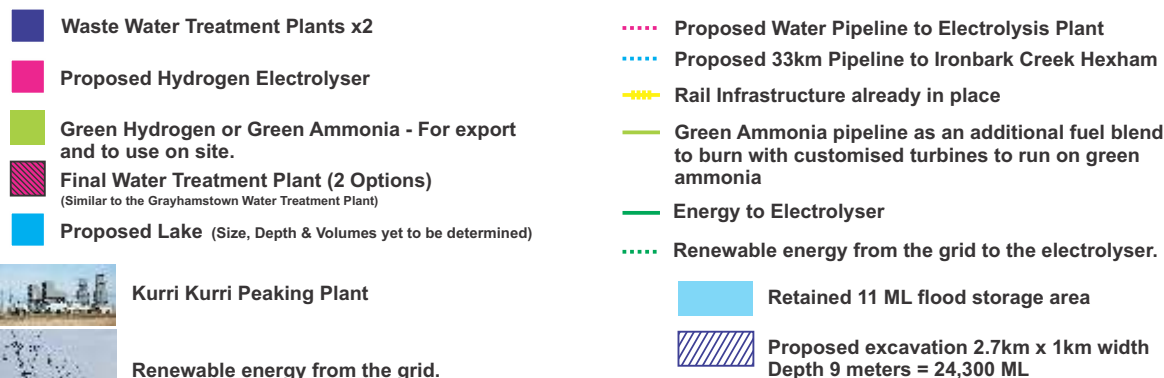 Waste Water Treatment Plants x2
Proposed Hydrogen Electrolyser
Green Hydrogen or Green Ammonia - For export
and to use on site.
Final Water Treatment Plant (2 Options)
(Similar to the Grayhamstown Water Treatment Plant)
Proposed Lake (Size, Depth & Volumes yet to be determined)
Kurri Kurri Peaking Plant
Renewable energy from the grid.
Proposed Water Pipeline to Electrolysis Plant
Proposed 33km Pipeline to Ironbark Creek Hexham
Rail Infrastructure already in place
Green Ammonia pipeline as an additional fuel blend
to burn with customised turbines to run on green
ammonia
Energy to Electrolyser
Renewable energy from the grid to the electrolyser.
Retained 11 ML flood storage area
Proposed excavation 2.7km x 1km width
Depth 9 meters = 24,300 ML